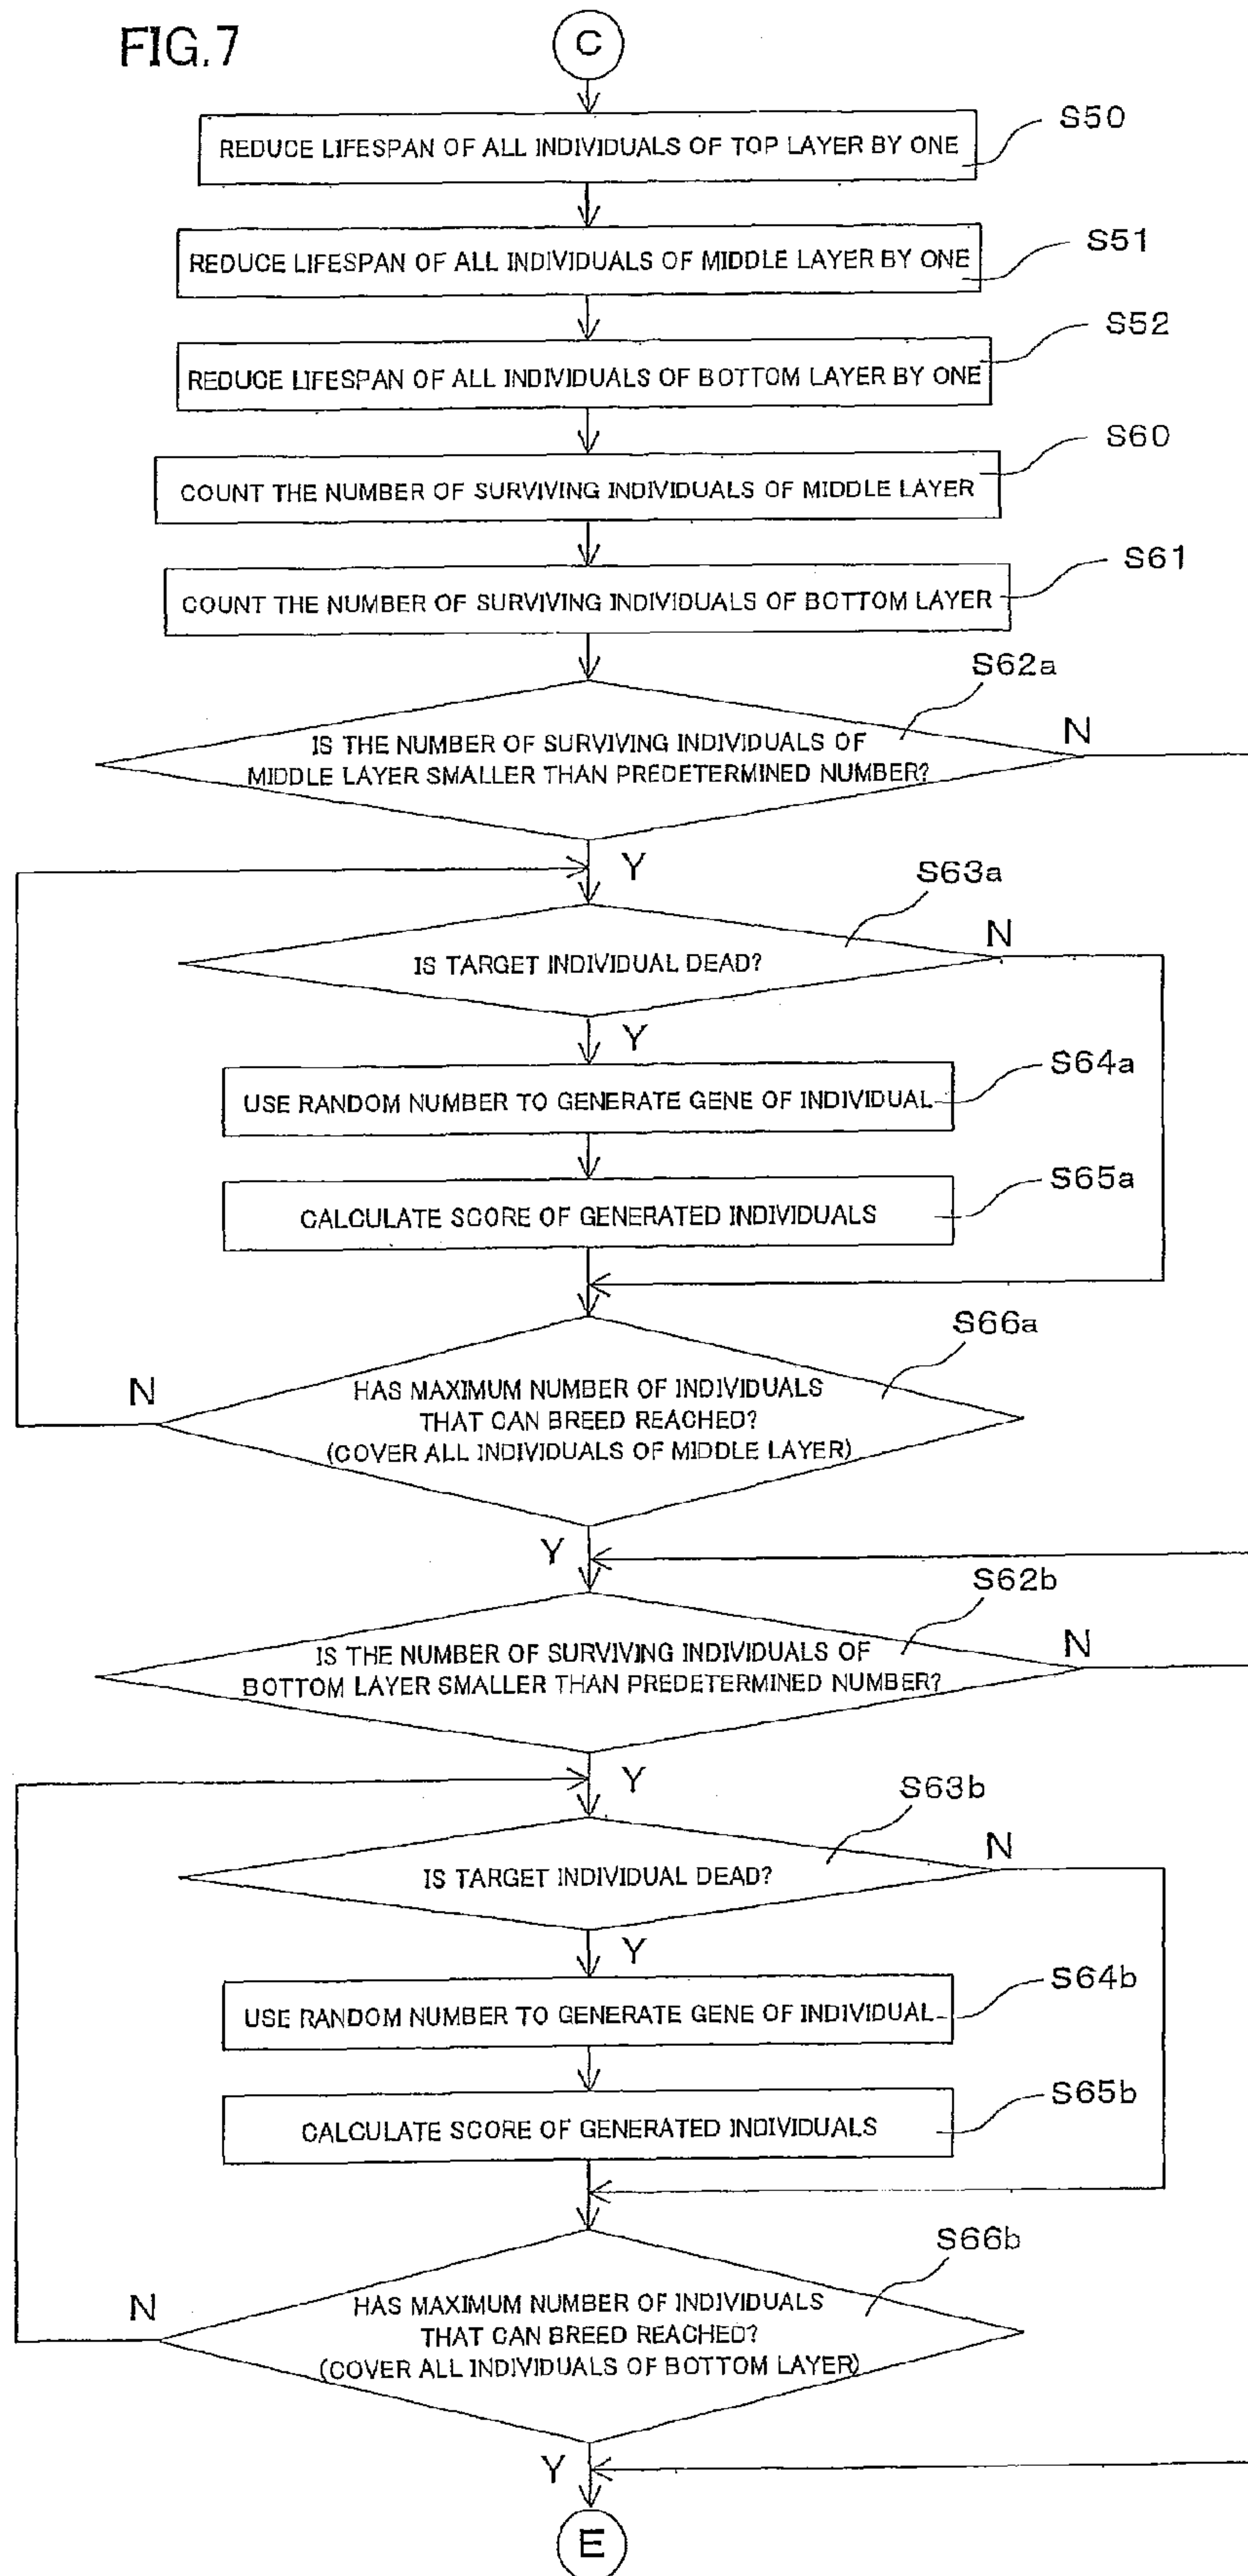 FIG.7
C
REDUCE LIFESPAN OF ALL INDIVIDUALS OF TOP LAYER BY ONE
S50
REDUCE LIFESPAN OF ALL INDIVIDUALS OF MIDDLE LAYER BY ONE
S51
REDUCE LIFESPAN OF ALL INDIVIDUALS OF BOTTOM LAYER BY ONE
S52
COUNT THE NUMBER OF SURVIVING INDIVIDUALS OF MIDDLE LAYER
S60
COUNT THE NUMBER OF SURVIVING INDIVIDUALS OF BOTTOM LAYER
S61
S62a
IS THE NUMBER OF SURVIVING INDIVIDUALS OF
MIDDLE LAYER SMALLER THAN PREDETERMINED NUMBER?
N
Y
S63a
IS TARGET INDIVIDUAL DEAD?
N
Y
USE RANDOM NUMBER TO GENERATE GENE OF INDIVIDUAL
S64a
CALCULATE SCORE OF GENERATED INDIVIDUALS
S65a
S66a
HAS MAXIMUM NUMBER OF INDIVIDUALS
THAT CAN BREED REACHED?
(COVER ALL INDIVIDUALS OF MIDDLE LAYER)
N
Y
S62b
IS THE NUMBER OF SURVIVING INDIVIDUALS OF
BOTTOM LAYER SMALLER THAN PREDETERMINED NUMBER?
N
Y
S63b
IS TARGET INDIVIDUAL DEAD?
N
Y
USE RANDOM NUMBER TO GENERATE GENE OF INDIVIDUAL
S64b
CALCULATE SCORE OF GENERATED INDIVIDUALS
S65b
S66b
HAS MAXIMUM NUMBER OF INDIVIDUALS
THAT CAN BREED REACHED?
(COVER ALL INDIVIDUALS OF BOTTOM LAYER)
N
Y
E